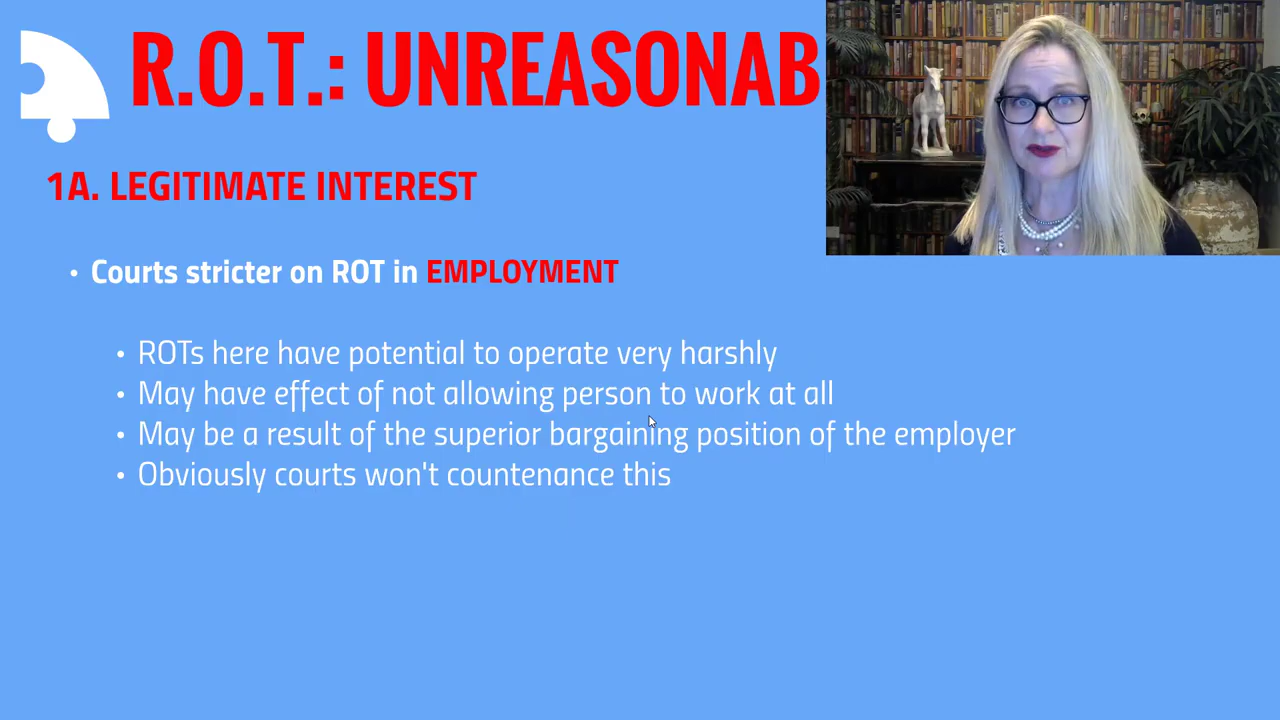 R.O.T.: UNREASONAB
1A. LEGITIMATE INTEREST
• Courts stricter on ROT in EMPLOYMENT
• ROTs here have potential to operate very harshly
• May have effect of not allowing person to work at all
• May be a result of the superior bargaining position of the employer
• Obviously courts won't countenance this